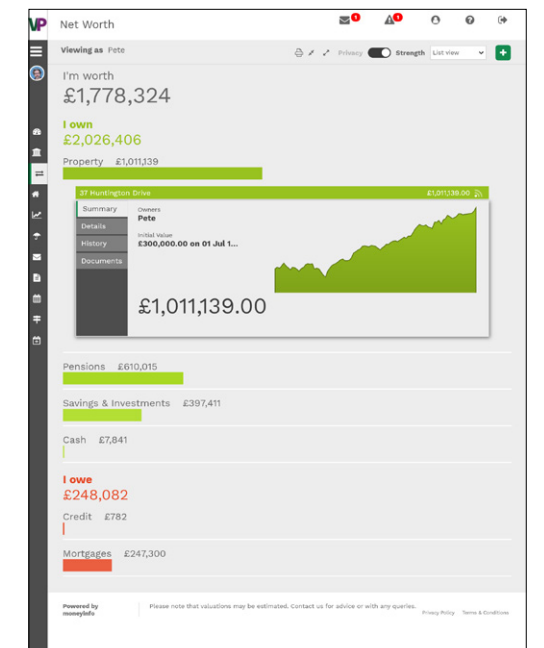 VP
Net Worth
1
1
Viewing as Pete
Privacy
Strength
List view
+
I'm worth
£1,778,324
I own
£2,026,406
Property £1,011,139
37 Huntington Drive £1,011,139.00
Summary
Details
History
Documents
Owners
Pete
Initial Value
£300,000.00 on 01 Jul 1...
£1,011,139.00
Pensions £610,015
Savings & Investments £397,411
Cash £7,841
I owe
£248,082
Credit £782
Mortgages £247,300
Powered by
moneyinfo
Please note that valuations may be estimated. Contact us for advice or with any queries.
Privacy Policy Terms & Conditions